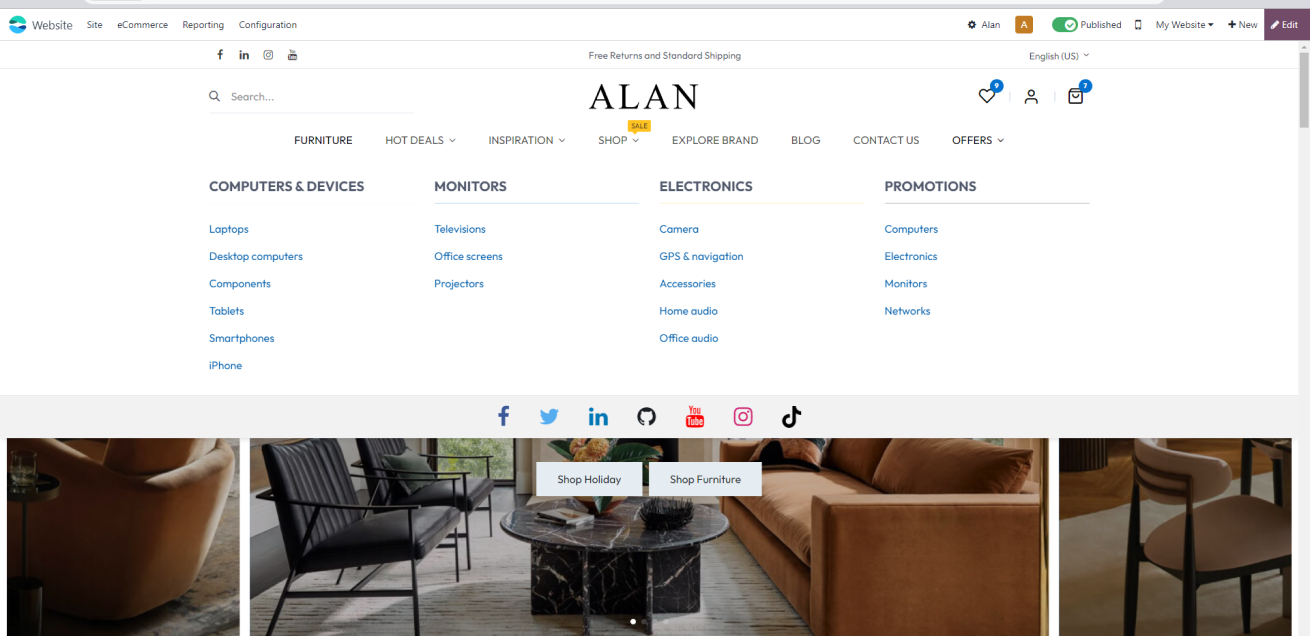 Website Site eCommerce Reporting Configuration Alan A Published My Website + New Edit
Free Returns and Standard Shipping English (US)
Search... ALAN 9 7
SALE
FURNITURE HOT DEALS INSPIRATION SHOP EXPLORE BRAND BLOG CONTACT US OFFERS
COMPUTERS & DEVICES MONITORS ELECTRONICS PROMOTIONS
Laptops Televisions Camera Computers
Desktop computers Office screens GPS & navigation Electronics
Components Projectors Accessories Monitors
Tablets Home audio Networks
Smartphones Office audio
iPhone
You Tube
Shop Holiday Shop Furniture